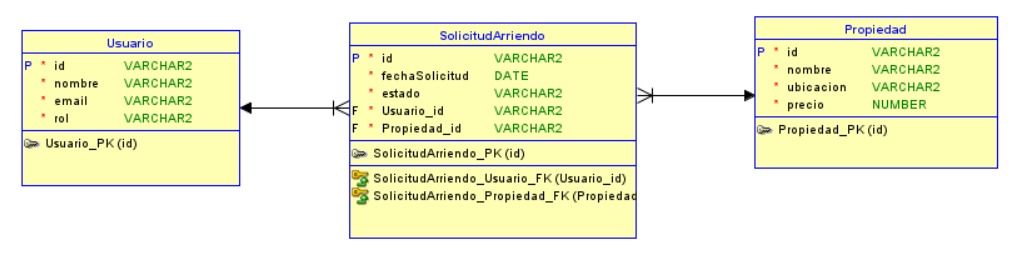 Usuario
P * id VARCHAR2
* nombre VARCHAR2
* email VARCHAR2
* rol VARCHAR2
Usuario_PK (id)
SolicitudArriendo
P * id VARCHAR2
* fechaSolicitud DATE
* estado VARCHAR2
F * Usuario_id VARCHAR2
F * Propiedad_id VARCHAR2
SolicitudArriendo_PK (id)
SolicitudArriendo_Usuario_FK (Usuario_id)
SolicitudArriendo_Propiedad_FK (Propiedad
Propiedad
P * id VARCHAR2
* nombre VARCHAR2
* ubicacion VARCHAR2
* precio NUMBER
Propiedad_PK (id)